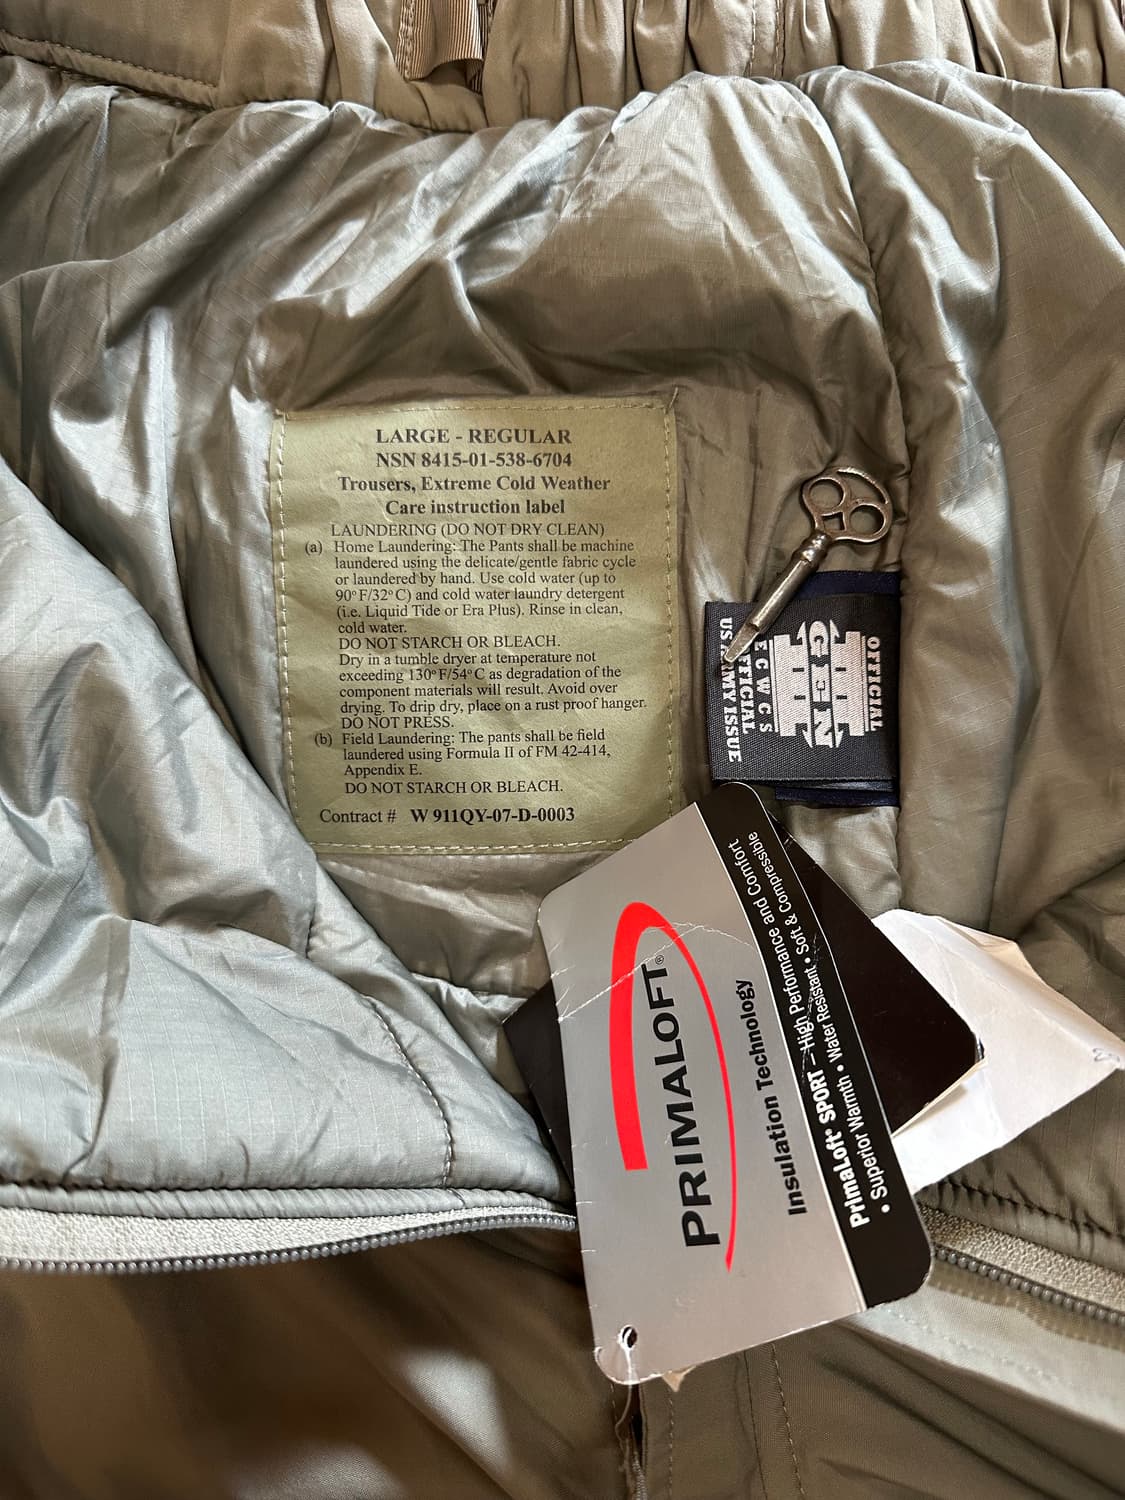 LARGE - REGULAR
NSN 8415-01-538-6704
Trousers, Extreme Cold Weather
Care instruction label
LAUNDERING (DO NOT DRY CLEAN)
(a) Home Laundering: The Pants shall be machine
laundered using the delicate/gentle fabric cycle
or laundered by hand. Use cold water (up to
90°F/32°C) and cold water laundry detergent
(i.e. Liquid Tide or Era Plus). Rinse in clean,
cold water.
DO NOT STARCH OR BLEACH.
Dry in a tumble dryer at temperature not
exceeding 130°F/54°C as degradation of the
component materials will result. Avoid over
drying. To drip dry, place on a rust proof hanger.
DO NOT PRESS.
(b) Field Laundering: The pants shall be field
laundered using Formula II of FM 42-414,
Appendix E.
DO NOT STARCH OR BLEACH.
Contract # W 911QY-07-D-0003
OFFICIAL
GEN
ECWCS
OFFICIAL
US ARMY ISSUE
PRIMALOFT®
Insulation Technology
PrimaLoft® SPORT – High Performance and Comfort
• Superior Warmth • Water Resistant • Soft & Compressible